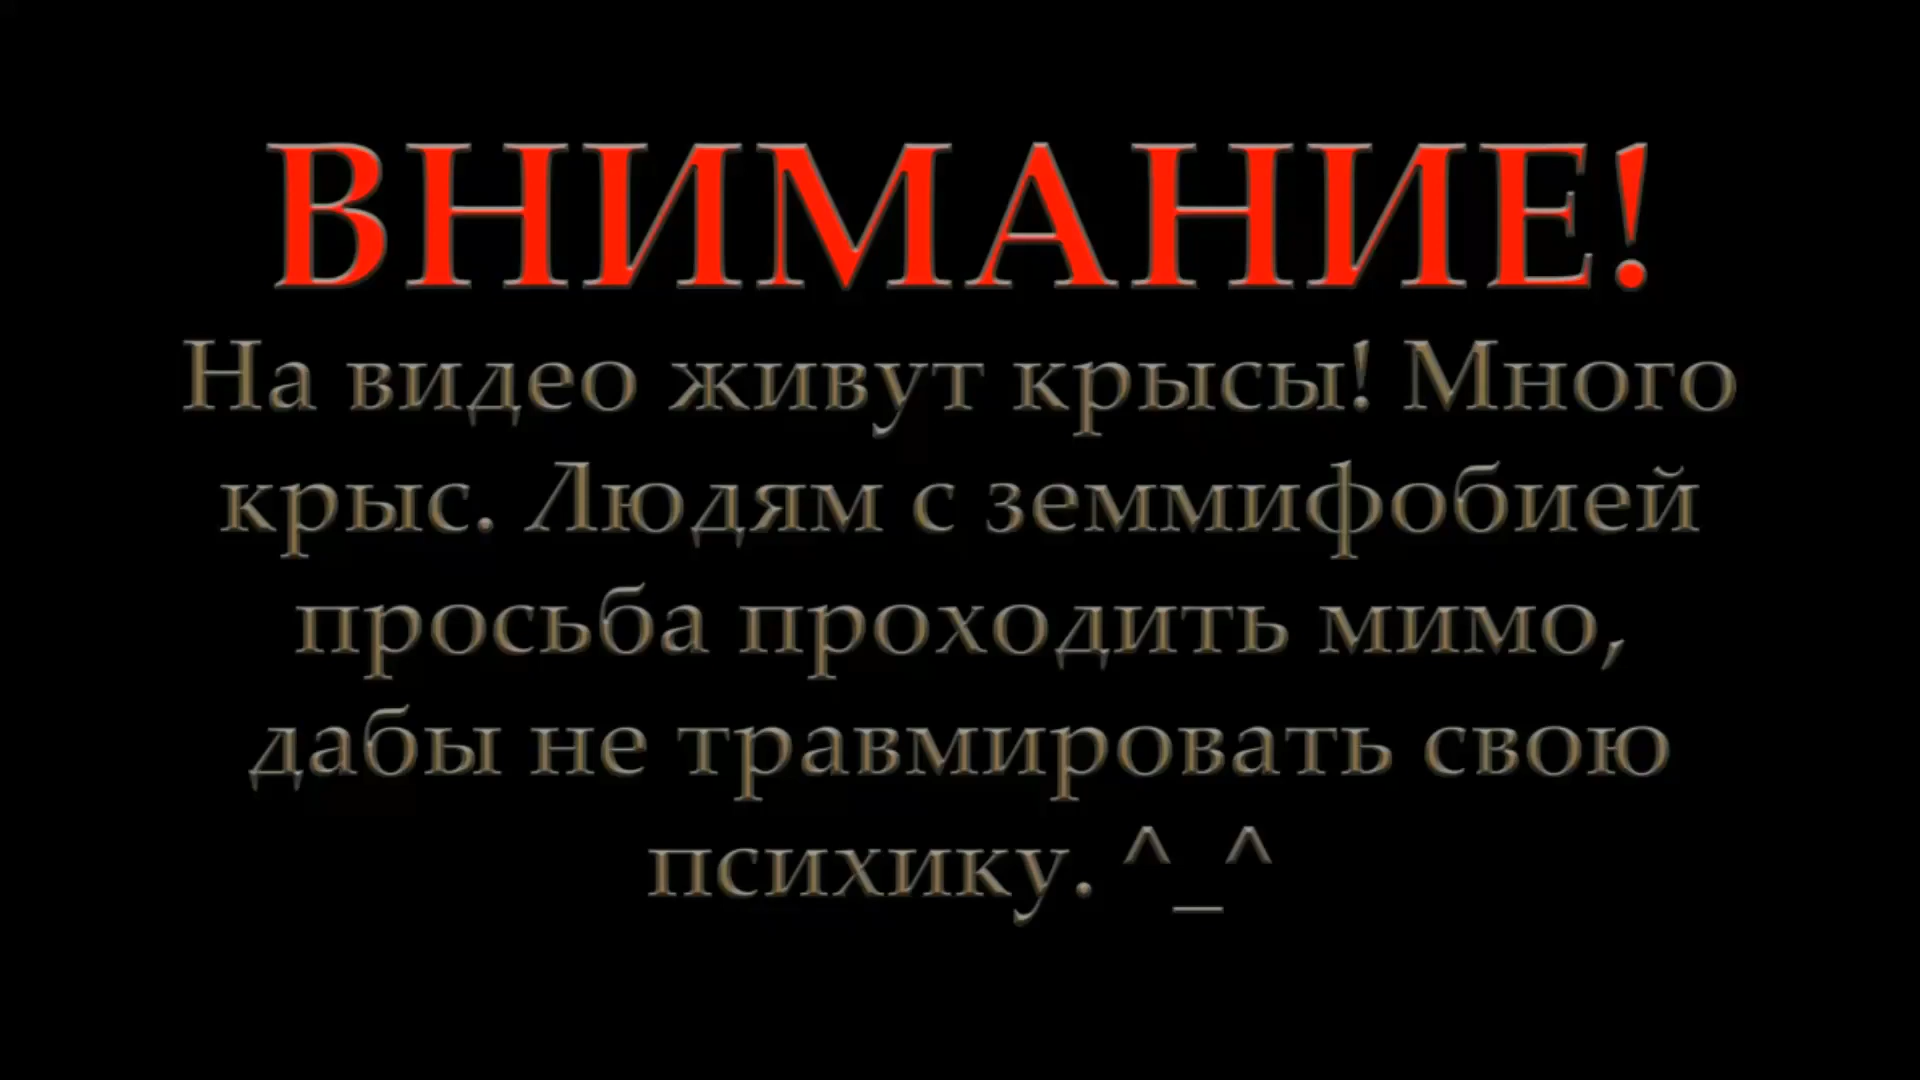 ВНИМАНИЕ!
На видео живут крысы! Много
крыс. Людям с земмифобией
просьба проходить мимо,
дабы не травмировать свою
психику. ^_^